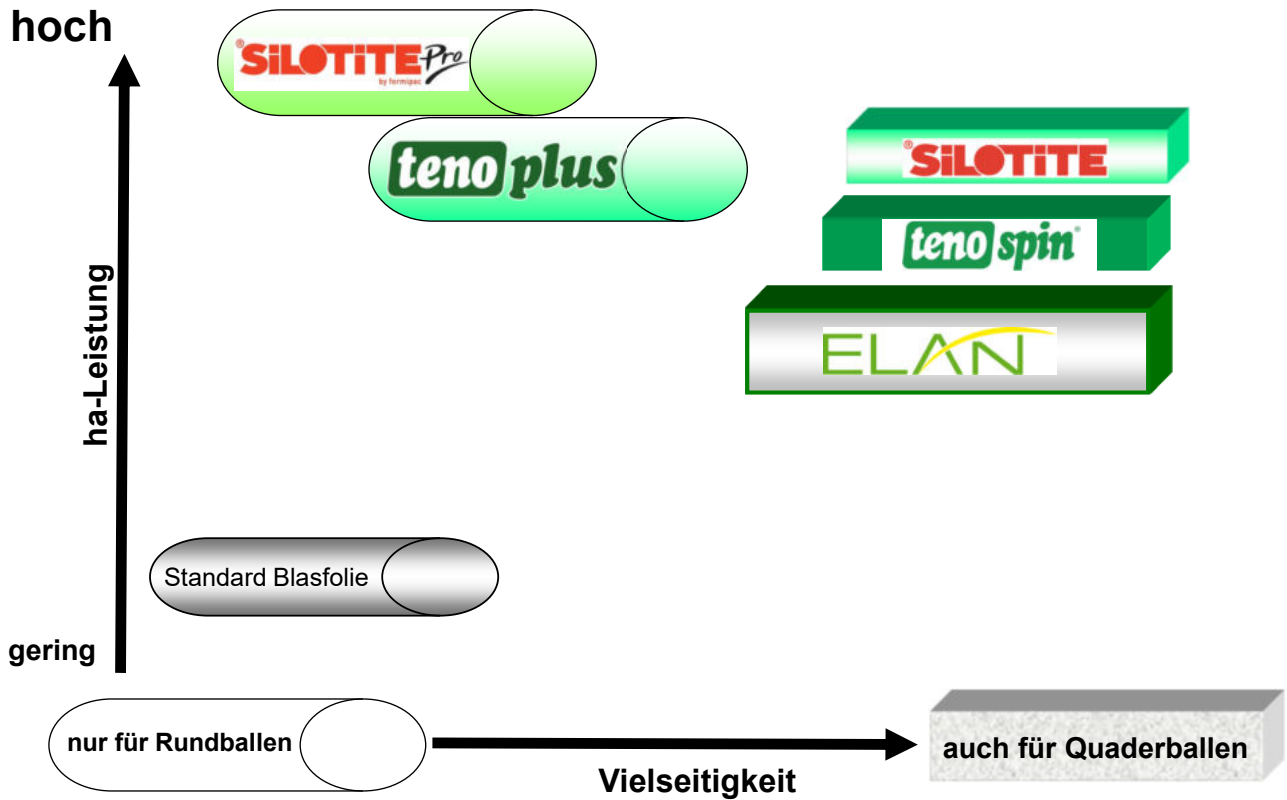 hoch
®SiLOTiTE Pro
by formipac
teno plus
®SiLOTiTE
teno spin®
ELAN
ha-Leistung
Standard Blasfolie
gering
nur für Rundballen
auch für Quaderballen
Vielseitigkeit